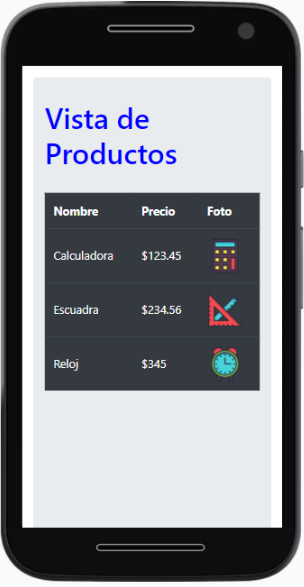 Vista de
Productos
Nombre Precio Foto
Calculadora $123.45
Escuadra $234.56
Reloj $345